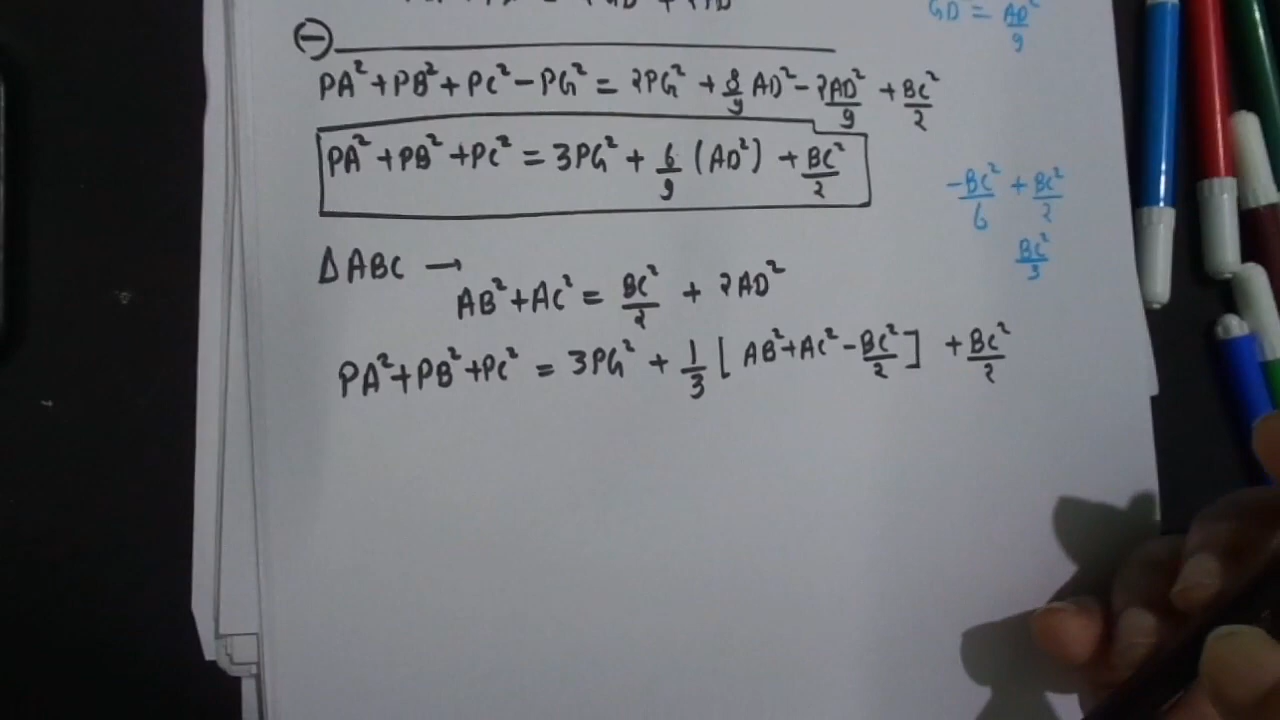 GD = AD²/9
⊖
PA² + PB² + PC² - PG² = 2PG² + 8/9 AD² - 2AD²/9 + BC²/2
PA² + PB² + PC² = 3PG² + 6/9 (AD²) + BC²/2
-BC²/6 + BC²/2
BC²/3
ΔABC →
AB² + AC² = BC²/2 + 2AD²
PA² + PB² + PC² = 3PG² + 1/3 [ AB² + AC² - BC²/2 ] + BC²/2